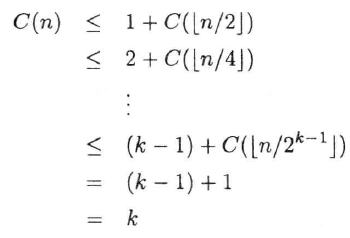 C(n) ≤ 1 + C(⌊n/2⌋)
≤ 2 + C(⌊n/4⌋)
⋮
≤ (k − 1) + C(⌊n/2^{k−1}⌋)
= (k − 1) + 1
= k